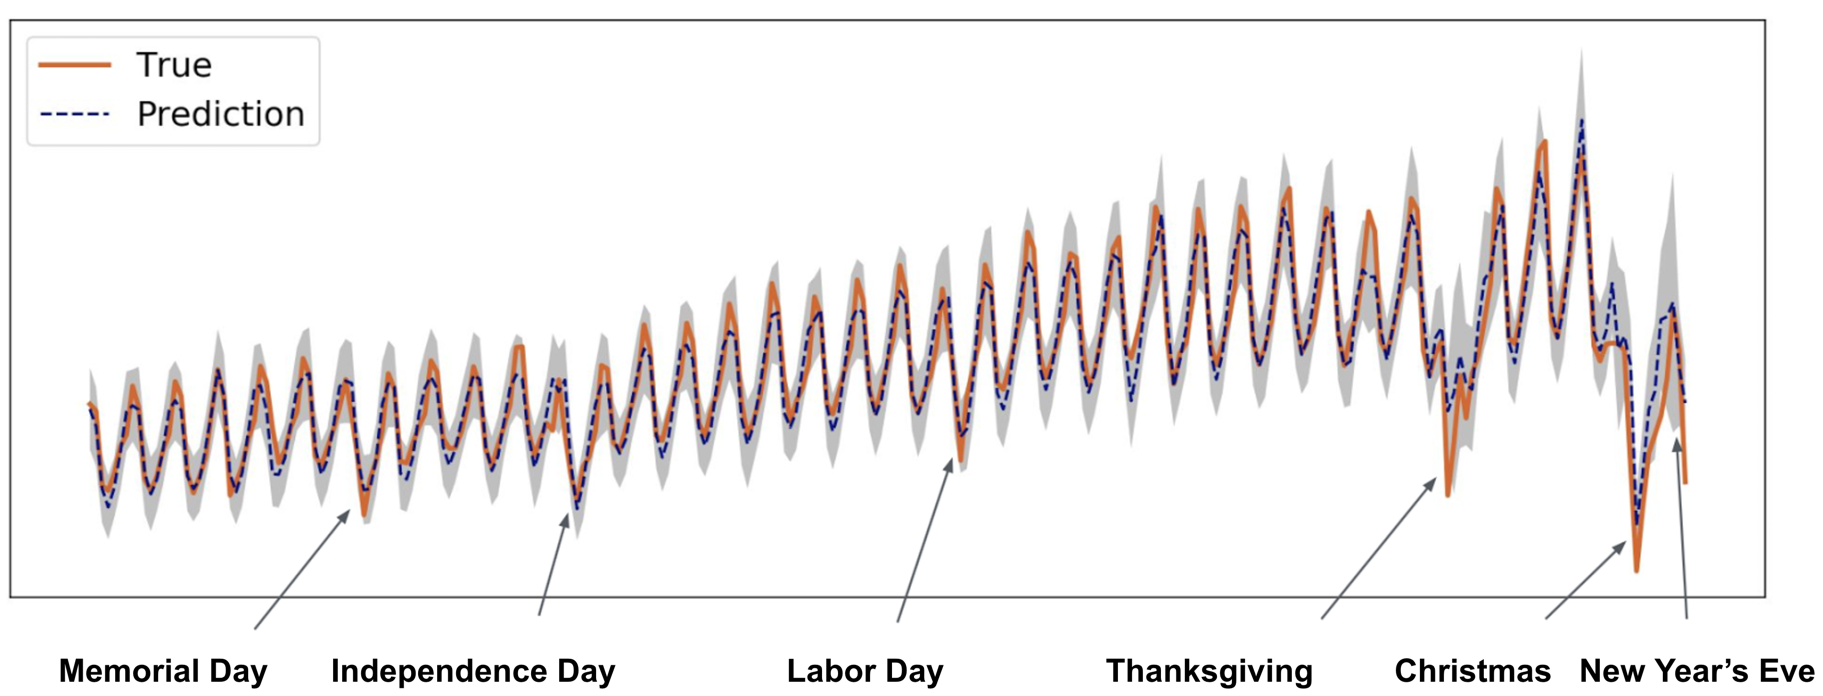 True
Prediction
Memorial Day Independence Day Labor Day Thanksgiving Christmas New Year’s Eve